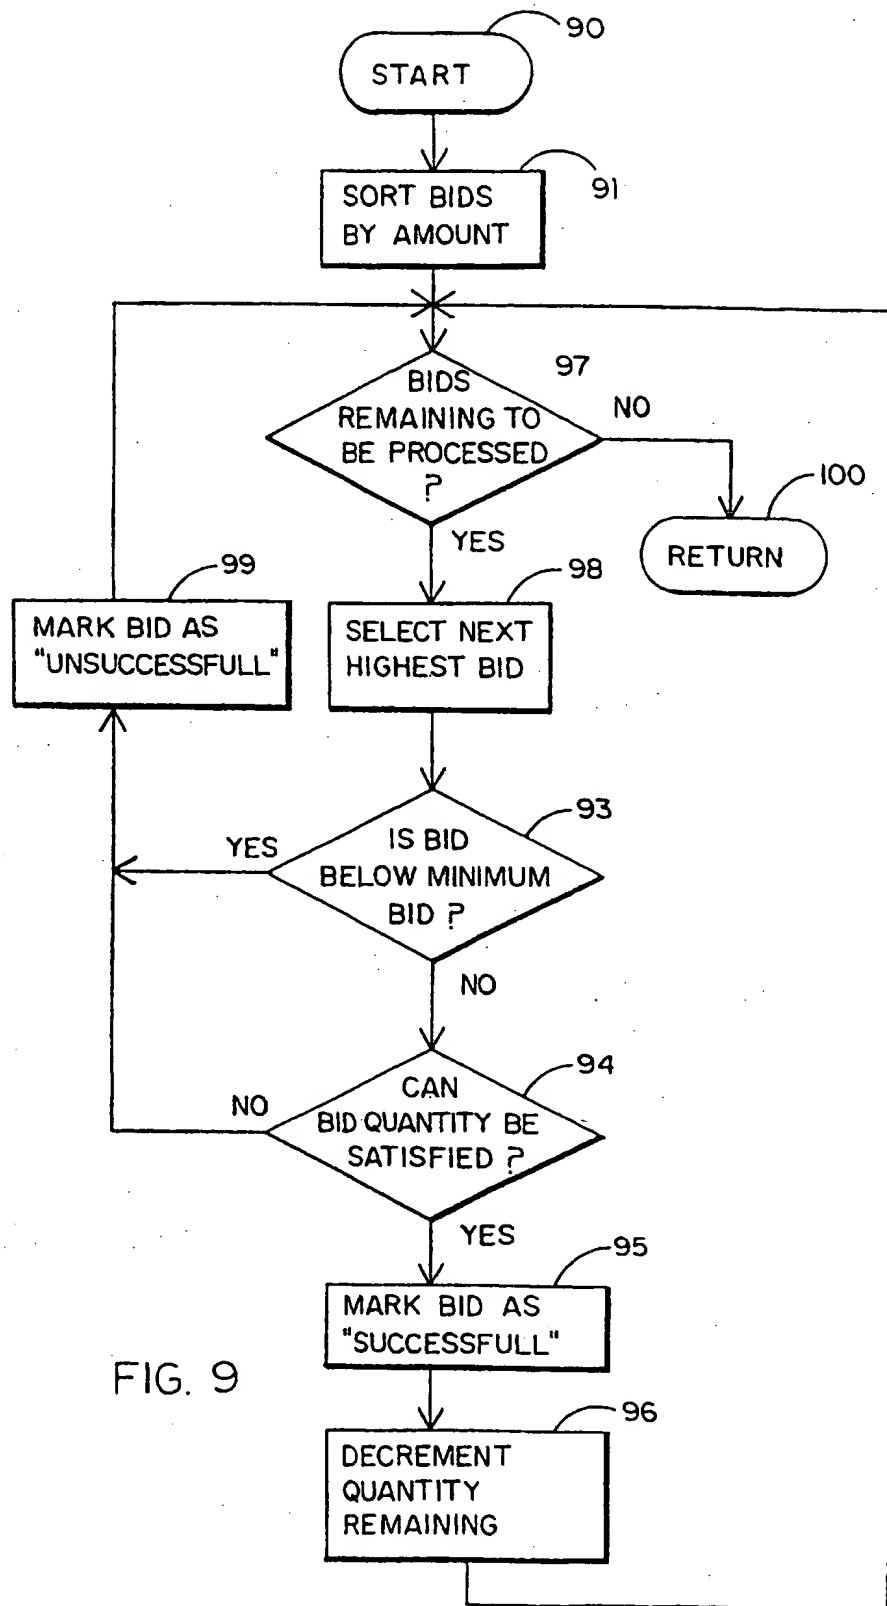 90
START
91
SORT BIDS
BY AMOUNT
97
BIDS
REMAINING TO
BE PROCESSED
?
NO
100
RETURN
YES
99
MARK BID AS
"UNSUCCESSFULL"
98
SELECT NEXT
HIGHEST BID
93
YES
IS BID
BELOW MINIMUM
BID ?
NO
94
NO
CAN
BID QUANTITY BE
SATISFIED ?
YES
95
MARK BID AS
"SUCCESSFULL"
FIG. 9
96
DECREMENT
QUANTITY
REMAINING